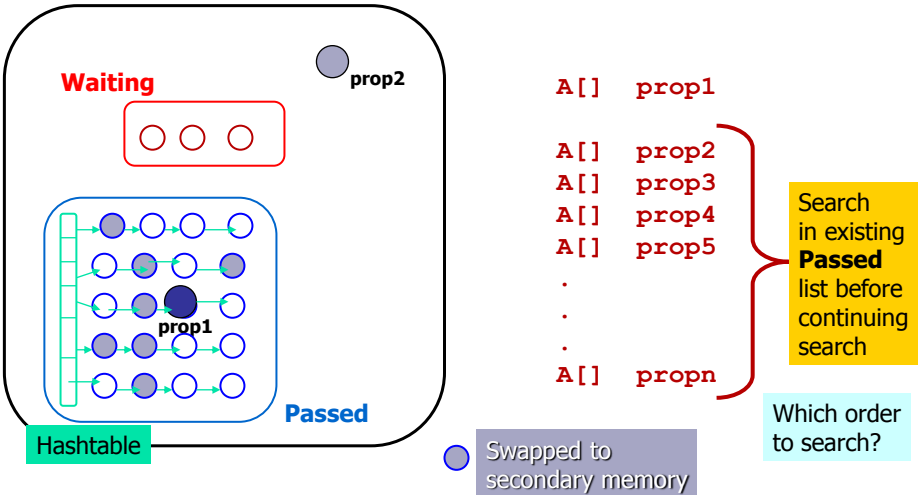 Waiting
prop2
prop1
Passed
Hashtable
Swapped to
secondary memory
A[] prop1
A[] prop2
A[] prop3
A[] prop4
A[] prop5
.
.
.
A[] propn
Search
in existing
Passed
list before
continuing
search
Which order
to search?